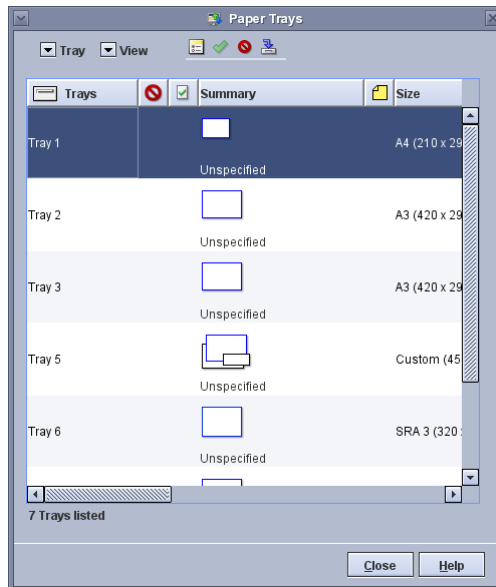 Paper Trays
Tray View
Trays Summary Size
Tray 1 A4 (210 x 29
Unspecified
Tray 2 A3 (420 x 29
Unspecified
Tray 3 A3 (420 x 29
Unspecified
Tray 5 Custom (45
Unspecified
Tray 6 SRA 3 (320
Unspecified
7 Trays listed
Close Help